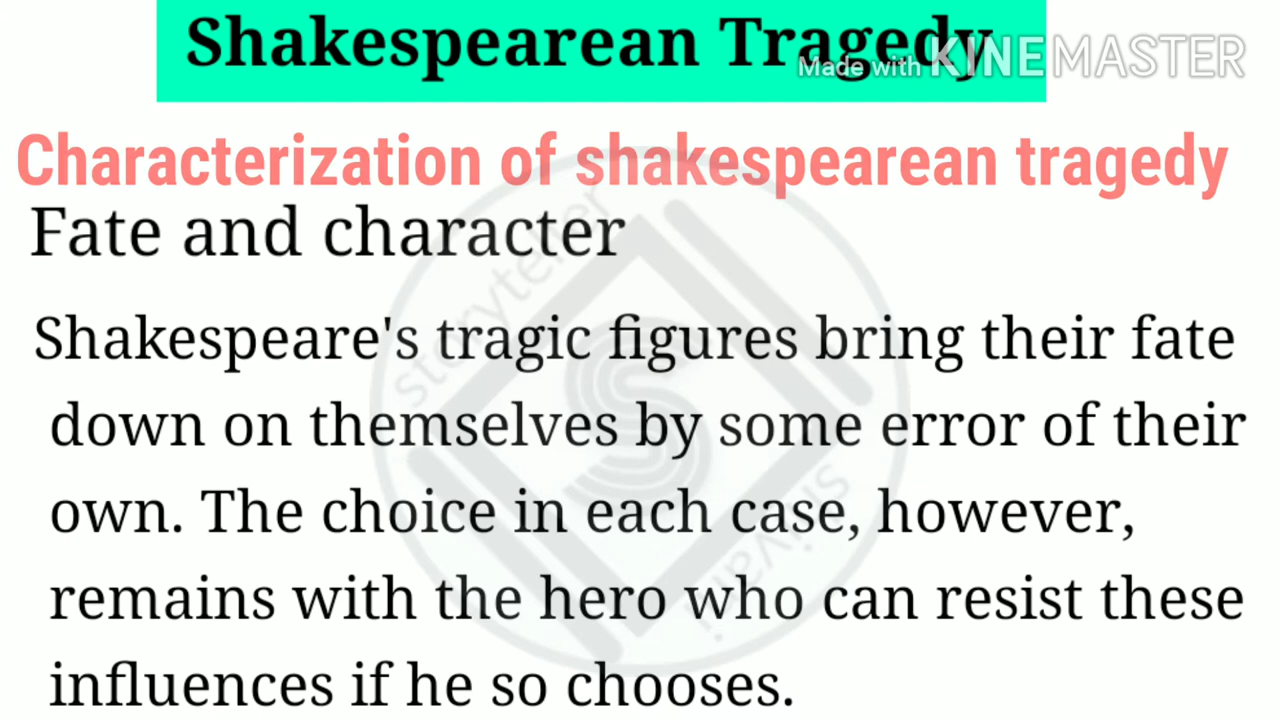 Shakespearean Tragedy
Made with KINEMASTER
Characterization of shakespearean tragedy
Fate and character
Shakespeare's tragic figures bring their fate
down on themselves by some error of their
own. The choice in each case, however,
remains with the hero who can resist these
influences if he so chooses.
storyteller
shivani